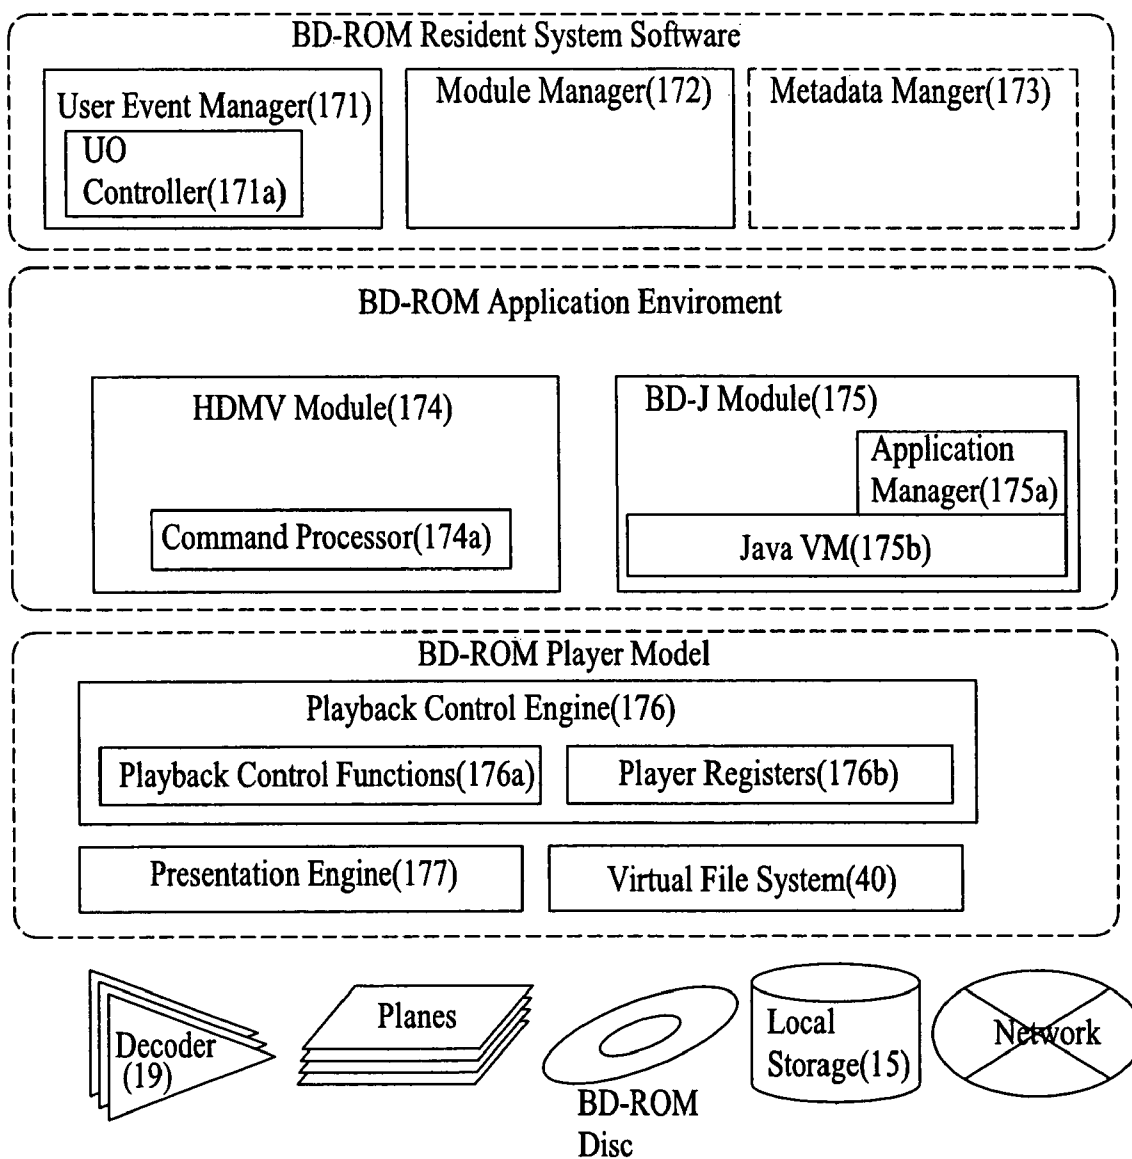 BD-ROM Resident System Software
User Event Manager(171)
UO
Controller(171a)
Module Manager(172)
Metadata Manger(173)
BD-ROM Application Enviroment
HDMV Module(174)
Command Processor(174a)
BD-J Module(175)
Application
Manager(175a)
Java VM(175b)
BD-ROM Player Model
Playback Control Engine(176)
Playback Control Functions(176a)
Player Registers(176b)
Presentation Engine(177)
Virtual File System(40)
Decoder
(19)
Planes
BD-ROM
Disc
Local
Storage(15)
Network